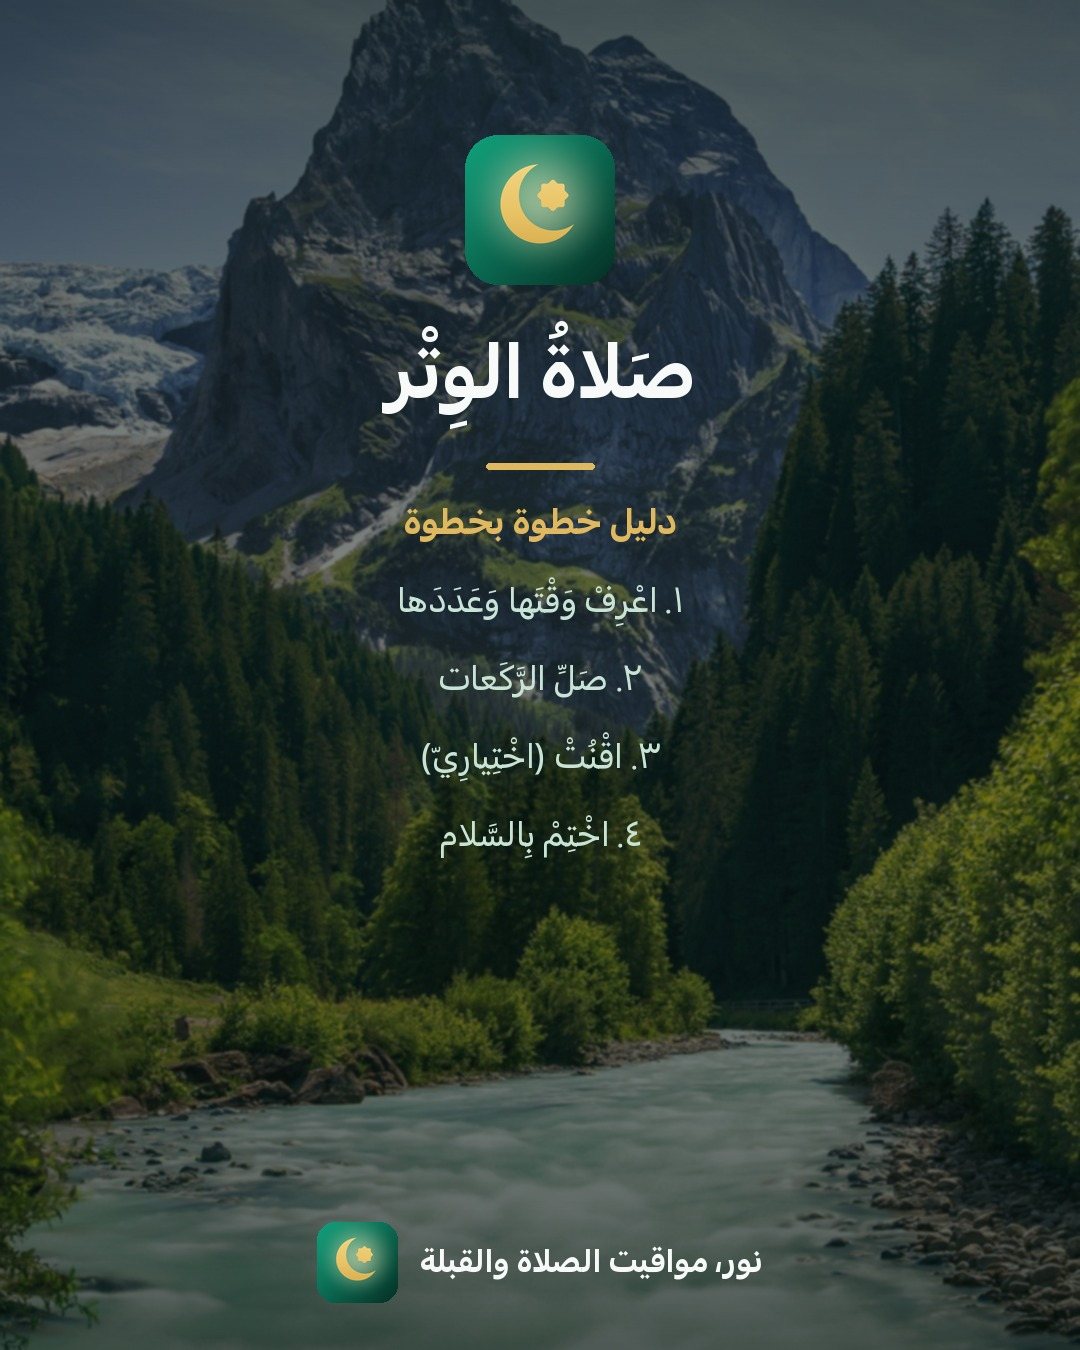 صَلاةُ الوِتْر
دليل خطوة بخطوة
١. اعْرِفْ وَقْتَها وَعَدَدَها
٢. صَلِّ الرَّكَعات
٣. اقْنُتْ (اخْتِيارِيّ)
٤. اخْتِمْ بِالسَّلام
نور، مواقيت الصلاة والقبلة